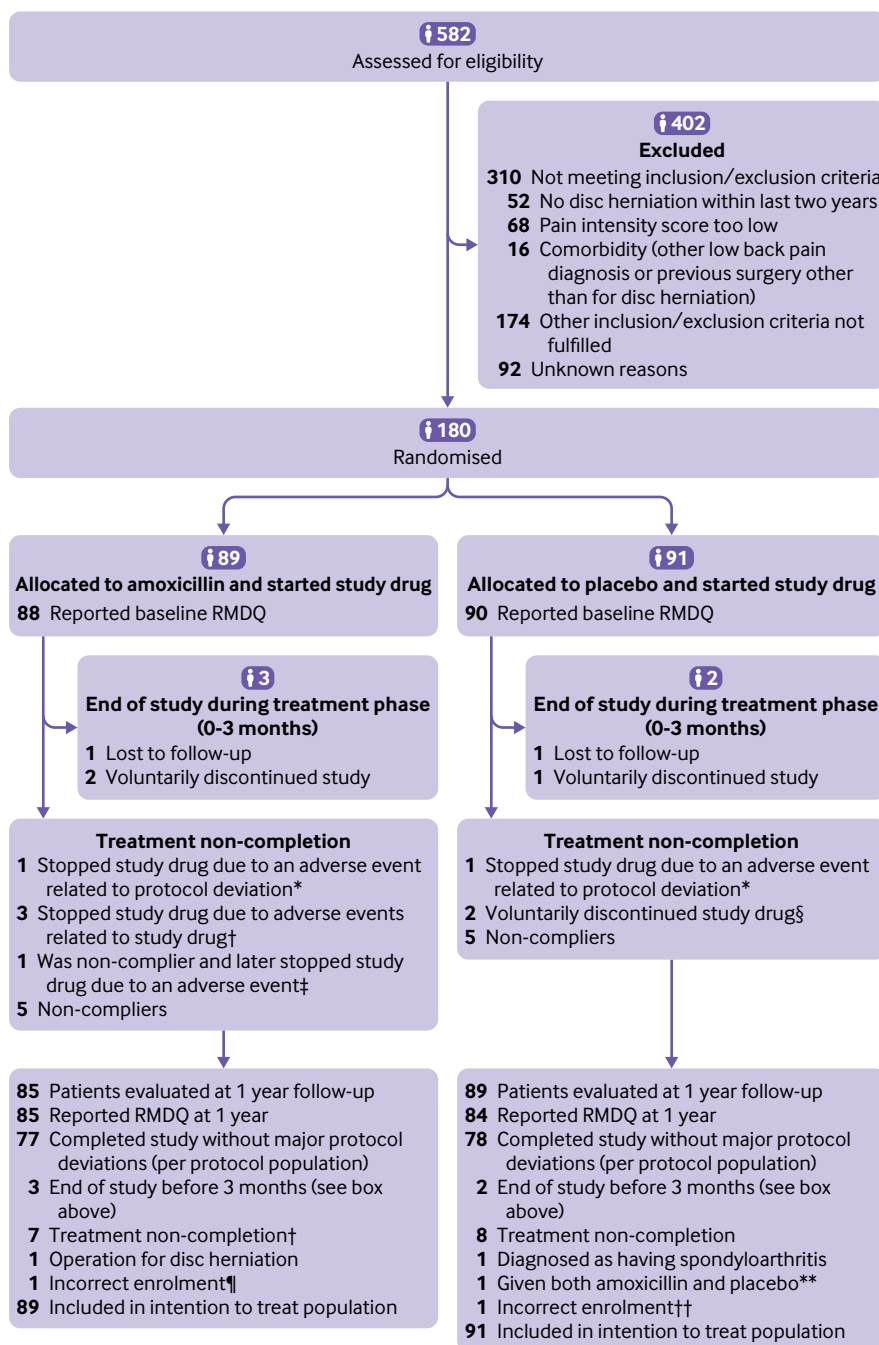 582
Assessed for eligibility
402
Excluded
310 Not meeting inclusion/exclusion criteria
52 No disc herniation within last two years
68 Pain intensity score too low
16 Comorbidity (other low back pain
diagnosis or previous surgery other
than for disc herniation)
174 Other inclusion/exclusion criteria not
fulfilled
92 Unknown reasons
180
Randomised
89
Allocated to amoxicillin and started study drug
88 Reported baseline RMDQ
3
End of study during treatment phase
(0-3 months)
1 Lost to follow-up
2 Voluntarily discontinued study
Treatment non-completion
1 Stopped study drug due to an adverse event
related to protocol deviation*
3 Stopped study drug due to adverse events
related to study drug†
1 Was non-complier and later stopped study
drug due to an adverse event‡
5 Non-compliers
85 Patients evaluated at 1 year follow-up
85 Reported RMDQ at 1 year
77 Completed study without major protocol
deviations (per protocol population)
3 End of study before 3 months (see box
above)
7 Treatment non-completion†
1 Operation for disc herniation
1 Incorrect enrolment¶
89 Included in intention to treat population
91
Allocated to placebo and started study drug
90 Reported baseline RMDQ
2
End of study during treatment phase
(0-3 months)
1 Lost to follow-up
1 Voluntarily discontinued study
Treatment non-completion
1 Stopped study drug due to an adverse event
related to protocol deviation*
2 Voluntarily discontinued study drug§
5 Non-compliers
89 Patients evaluated at 1 year follow-up
84 Reported RMDQ at 1 year
78 Completed study without major protocol
deviations (per protocol population)
2 End of study before 3 months (see box
above)
8 Treatment non-completion
1 Diagnosed as having spondyloarthritis
1 Given both amoxicillin and placebo**
1 Incorrect enrolment††
91 Included in intention to treat population